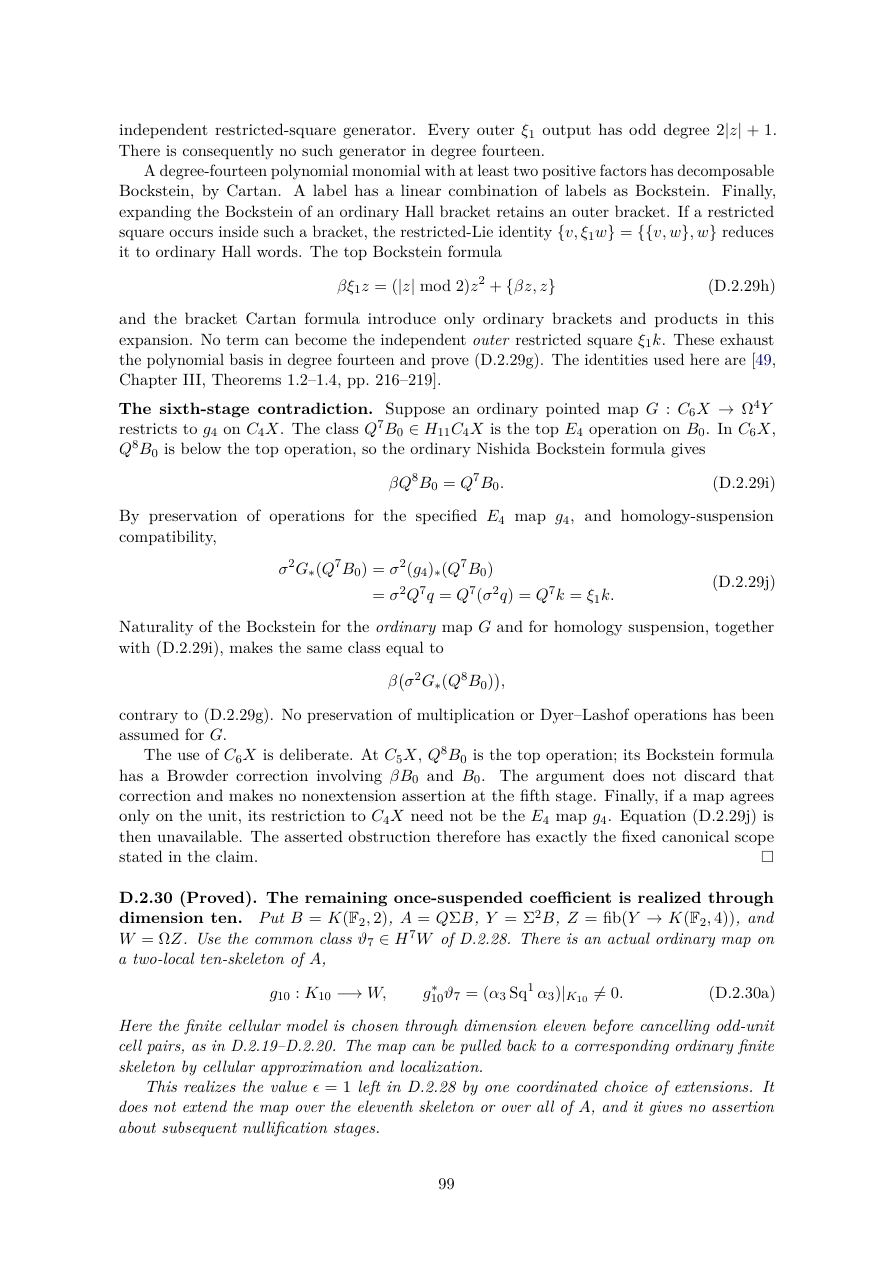 independent restricted-square generator. Every outer ξ₁ output has odd degree 2|z| + 1.
There is consequently no such generator in degree fourteen.
A degree-fourteen polynomial monomial with at least two positive factors has decomposable
Bockstein, by Cartan. A label has a linear combination of labels as Bockstein. Finally,
expanding the Bockstein of an ordinary Hall bracket retains an outer bracket. If a restricted
square occurs inside such a bracket, the restricted-Lie identity {v, ξ₁w} = {{v, w}, w} reduces
it to ordinary Hall words. The top Bockstein formula
βξ₁z = (|z| mod 2)z² + {βz, z} (D.2.29h)
and the bracket Cartan formula introduce only ordinary brackets and products in this
expansion. No term can become the independent outer restricted square ξ₁k. These exhaust
the polynomial basis in degree fourteen and prove (D.2.29g). The identities used here are [49,
Chapter III, Theorems 1.2–1.4, pp. 216–219].
The sixth-stage contradiction. Suppose an ordinary pointed map G : C₆X → Ω⁴Y
restricts to g₄ on C₄X. The class Q⁷B₀ ∈ H₁₁C₄X is the top E₄ operation on B₀. In C₆X,
Q⁸B₀ is below the top operation, so the ordinary Nishida Bockstein formula gives
βQ⁸B₀ = Q⁷B₀. (D.2.29i)
By preservation of operations for the specified E₄ map g₄, and homology-suspension
compatibility,
σ²G∗(Q⁷B₀) = σ²(g₄)∗(Q⁷B₀)
= σ²Q⁷q = Q⁷(σ²q) = Q⁷k = ξ₁k. (D.2.29j)
Naturality of the Bockstein for the ordinary map G and for homology suspension, together
with (D.2.29i), makes the same class equal to
β(σ²G∗(Q⁸B₀)),
contrary to (D.2.29g). No preservation of multiplication or Dyer–Lashof operations has been
assumed for G.
The use of C₆X is deliberate. At C₅X, Q⁸B₀ is the top operation; its Bockstein formula
has a Browder correction involving βB₀ and B₀. The argument does not discard that
correction and makes no nonextension assertion at the fifth stage. Finally, if a map agrees
only on the unit, its restriction to C₄X need not be the E₄ map g₄. Equation (D.2.29j) is
then unavailable. The asserted obstruction therefore has exactly the fixed canonical scope
stated in the claim. □
D.2.30 (Proved). The remaining once-suspended coefficient is realized through
dimension ten. Put B = K(𝔽₂, 2), A = QΣB, Y = Σ²B, Z = fib(Y → K(𝔽₂, 4)), and
W = ΩZ. Use the common class ϑ₇ ∈ H⁷W of D.2.28. There is an actual ordinary map on
a two-local ten-skeleton of A,
g₁₀ : K₁₀ ⟶ W, g₁₀*ϑ₇ = (α₃ Sq¹ α₃)|K₁₀ ≠ 0. (D.2.30a)
Here the finite cellular model is chosen through dimension eleven before cancelling odd-unit
cell pairs, as in D.2.19–D.2.20. The map can be pulled back to a corresponding ordinary finite
skeleton by cellular approximation and localization.
This realizes the value ϵ = 1 left in D.2.28 by one coordinated choice of extensions. It
does not extend the map over the eleventh skeleton or over all of A, and it gives no assertion
about subsequent nullification stages.
99